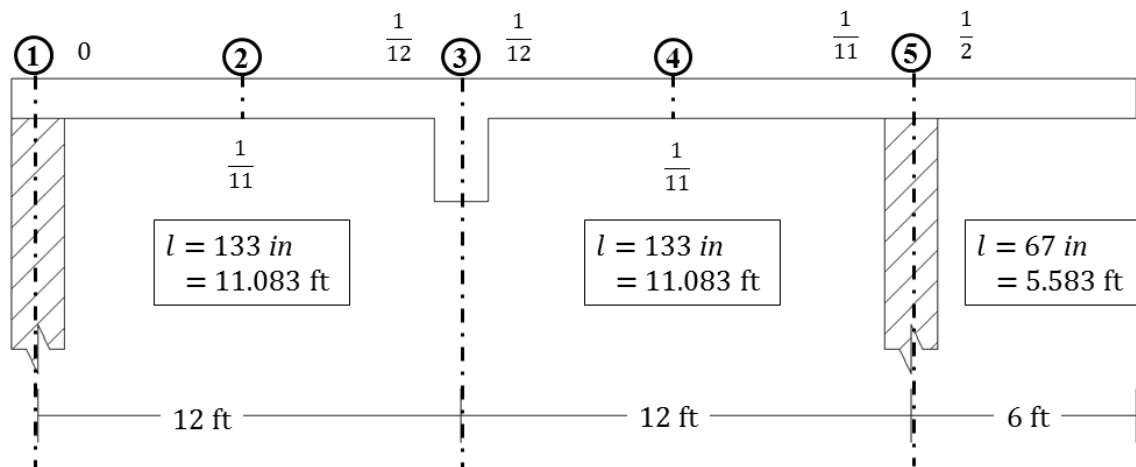 1 0 2 1/12 3 1/12 4 1/11 5 1/2
1/11 1/11
l = 133 in
= 11.083 ft
l = 133 in
= 11.083 ft
l = 67 in
= 5.583 ft
12 ft 12 ft 6 ft